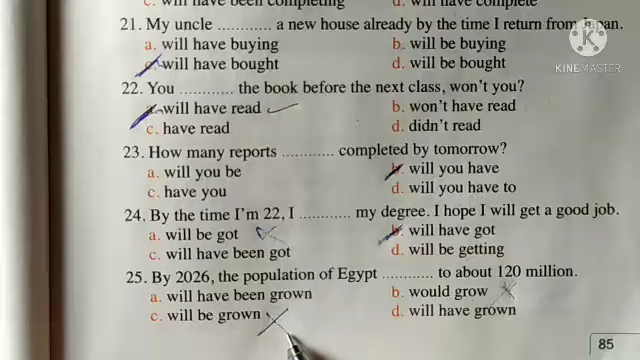 c. will have been completing d. will have complete
21. My uncle ............ a new house already by the time I return from Japan.
a. will have buying b. will be buying
c. will have bought d. will be bought
22. You ............ the book before the next class, won't you?
a. will have read b. won't have read
c. have read d. didn't read
23. How many reports ............ completed by tomorrow?
a. will you be b. will you have
c. have you d. will you have to
24. By the time I'm 22, I ............ my degree. I hope I will get a good job.
a. will be got b. will have got
c. will have been got d. will be getting
25. By 2026, the population of Egypt ............ to about 120 million.
a. will have been grown b. would grow
c. will be grown d. will have grown
85
K
KINEMASTER